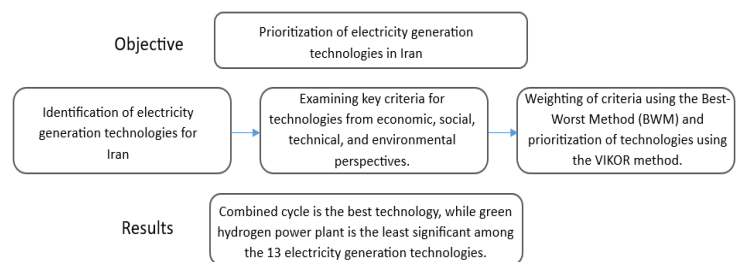 Objective
Prioritization of electricity generation
technologies in Iran
Identification of electricity
generation technologies for
Iran
Examining key criteria for
technologies from economic, social,
technical, and environmental
perspectives.
Weighting of criteria using the Best-
Worst Method (BWM) and
prioritization of technologies using
the VIKOR method.
Results
Combined cycle is the best technology, while green
hydrogen power plant is the least significant among
the 13 electricity generation technologies.